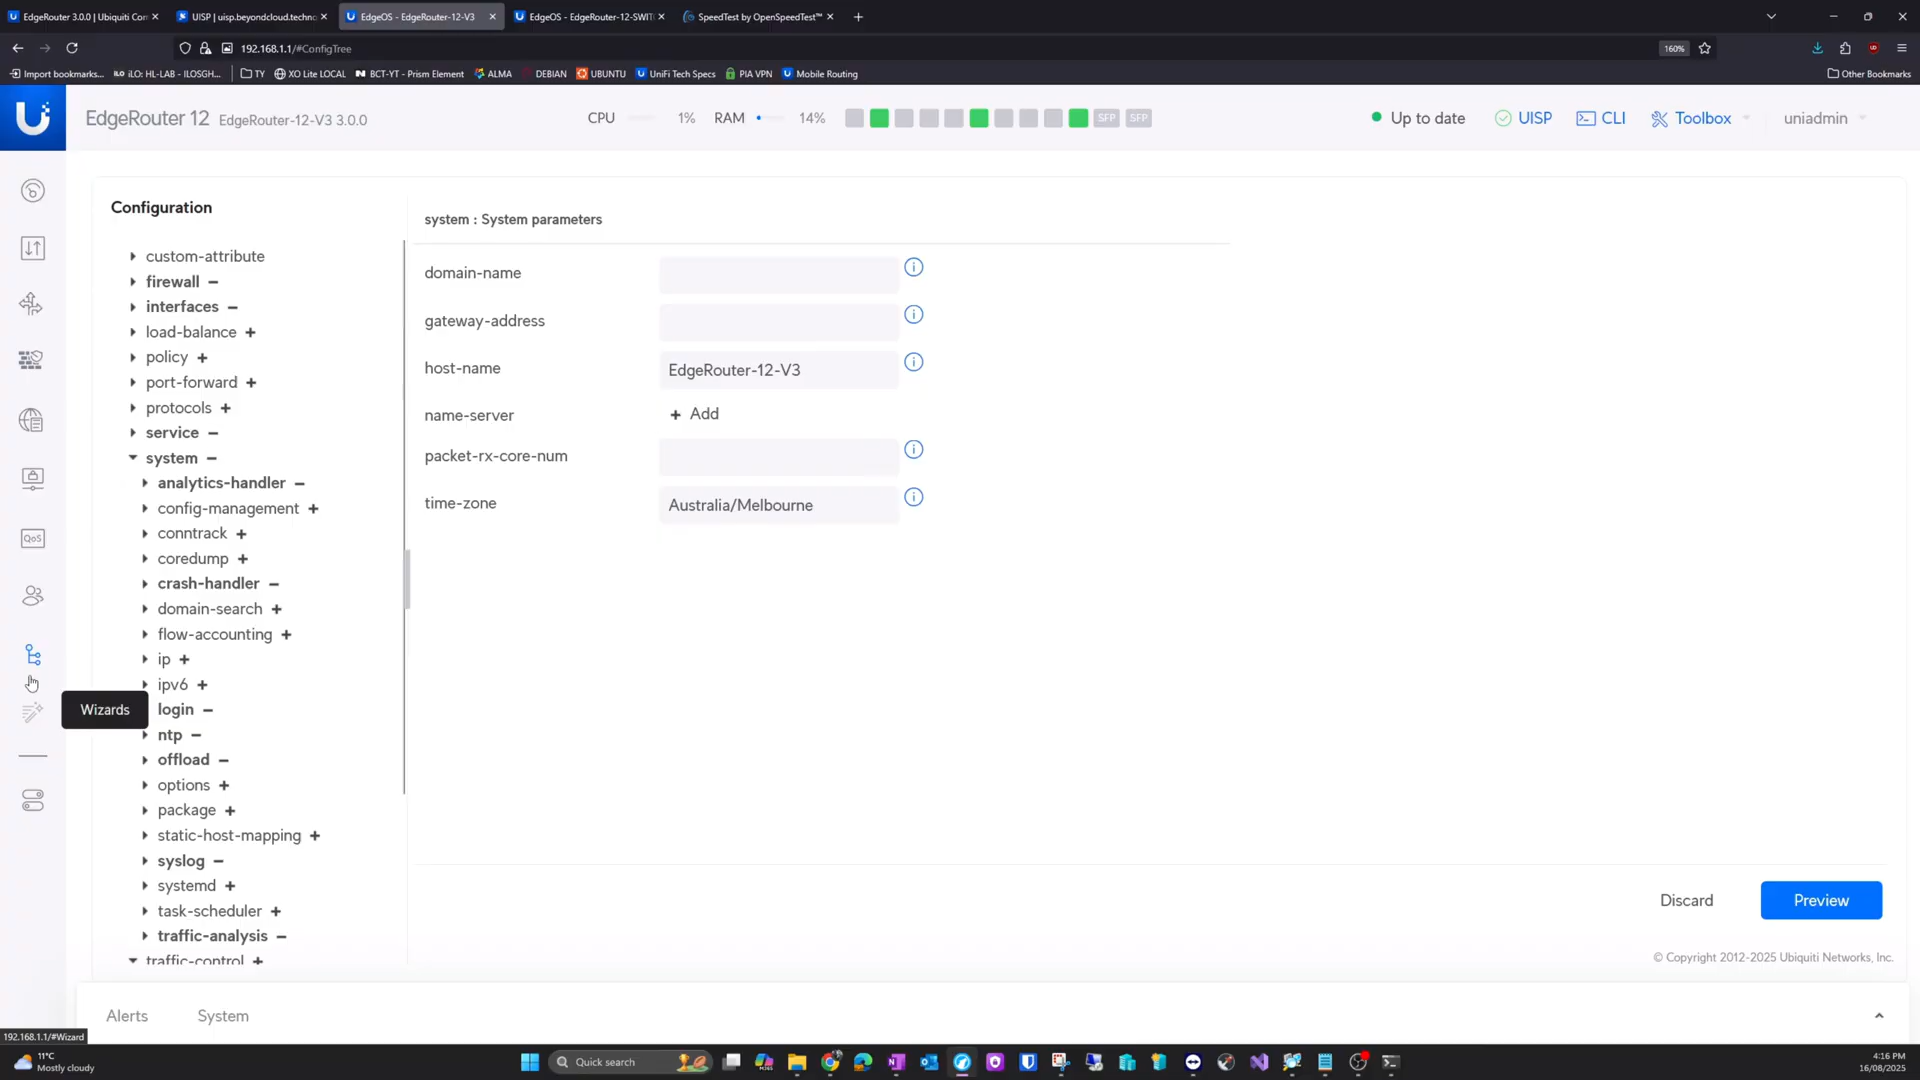 EdgeRouter 3.0.0 | Ubiquiti Con
UISP | uisp.beyondcloud.techno
EdgeOS - EdgeRouter-12-V3
EdgeOS - EdgeRouter-12-SWIT
SpeedTest by OpenSpeedTest™
192.168.1.1/#ConfigTree
160%
Import bookmarks...
iLO: HL-LAB - ILOSGH...
TY
XO Lite LOCAL
BCT-YT - Prism Element
ALMA
DEBIAN
UBUNTU
UniFi Tech Specs
PIA VPN
Mobile Routing
Other Bookmarks
EdgeRouter 12 EdgeRouter-12-V3 3.0.0
CPU 1% RAM 14%
SFP SFP
Up to date
UISP
CLI
Toolbox
uniadmin
Configuration
custom-attribute
firewall −
interfaces −
load-balance +
policy +
port-forward +
protocols +
service −
system −
analytics-handler −
config-management +
conntrack +
coredump +
crash-handler −
domain-search +
flow-accounting +
ip +
ipv6 +
login −
ntp −
offload −
options +
package +
static-host-mapping +
syslog −
systemd +
task-scheduler +
traffic-analysis −
traffic-control +
QoS
Wizards
system : System parameters
domain-name
gateway-address
host-name EdgeRouter-12-V3
name-server + Add
packet-rx-core-num
time-zone Australia/Melbourne
Discard
Preview
© Copyright 2012-2025 Ubiquiti Networks, Inc.
Alerts System
192.168.1.1/#Wizard
11°C
Mostly cloudy
Quick search
4:16 PM
16/08/2025